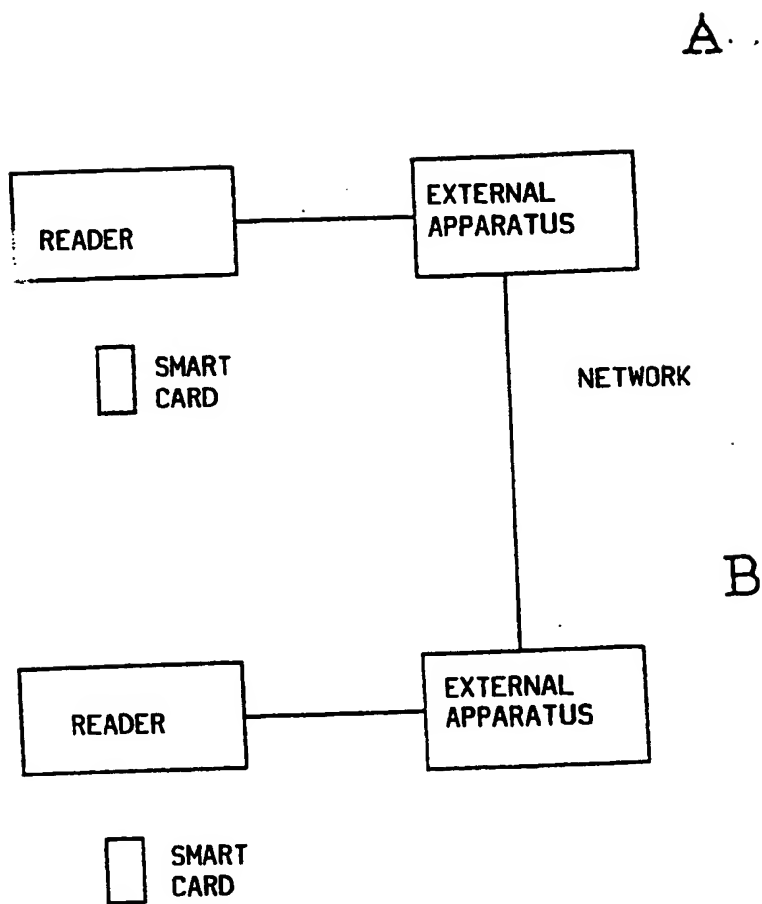 A
READER
EXTERNAL
APPARATUS
SMART
CARD
NETWORK
B
READER
EXTERNAL
APPARATUS
SMART
CARD